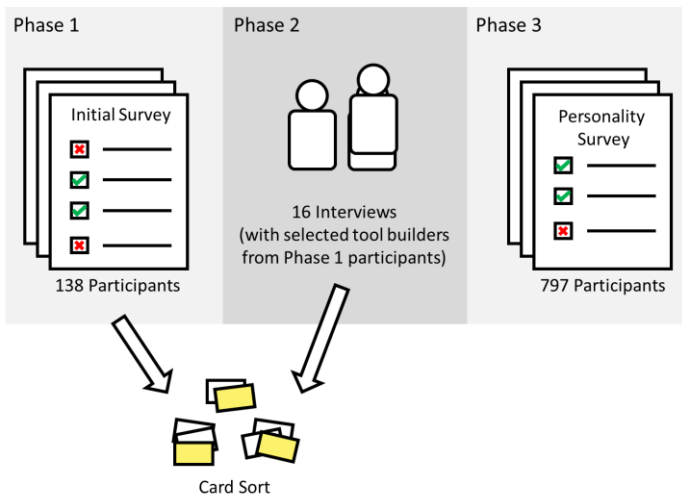 Phase 1
Initial Survey
138 Participants
Phase 2
16 Interviews
(with selected tool builders
from Phase 1 participants)
Phase 3
Personality
Survey
797 Participants
Card Sort